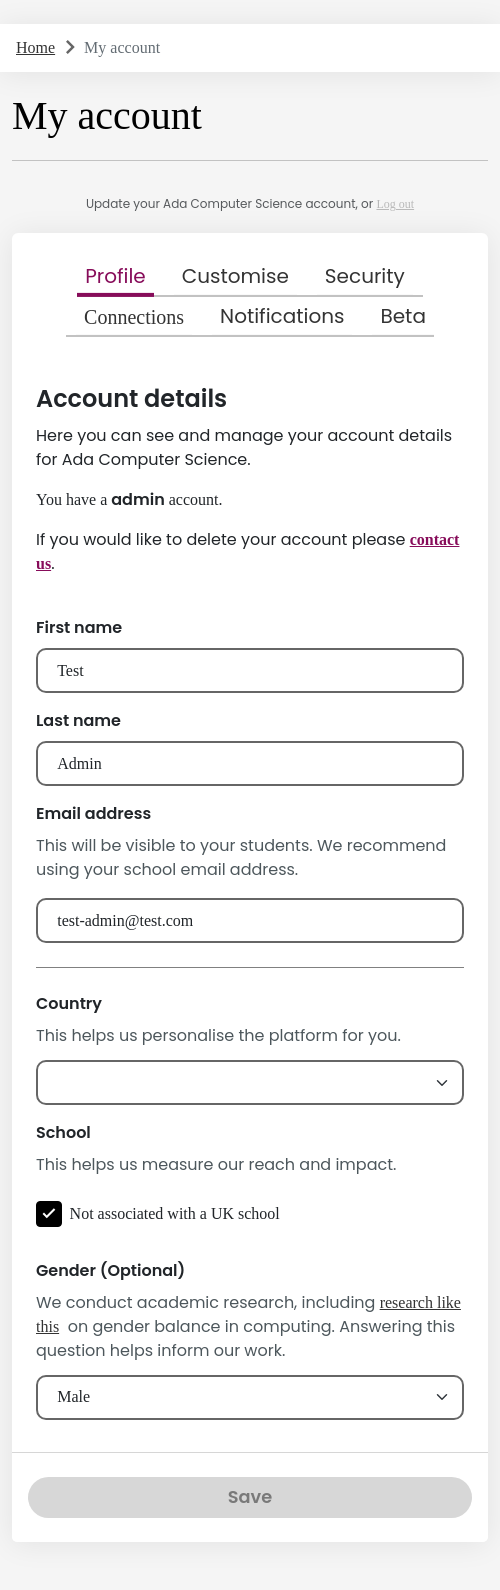 Home > My account
My account
Update your Ada Computer Science account, or Log out
Profile Customise Security
Connections Notifications Beta
Account details
Here you can see and manage your account details
for Ada Computer Science.
You have a admin account.
If you would like to delete your account please contact
us.
First name
Test
Last name
Admin
Email address
This will be visible to your students. We recommend
using your school email address.
test-admin@test.com
Country
This helps us personalise the platform for you.
School
This helps us measure our reach and impact.
Not associated with a UK school
Gender (Optional)
We conduct academic research, including research like
this on gender balance in computing. Answering this
question helps inform our work.
Male
Save